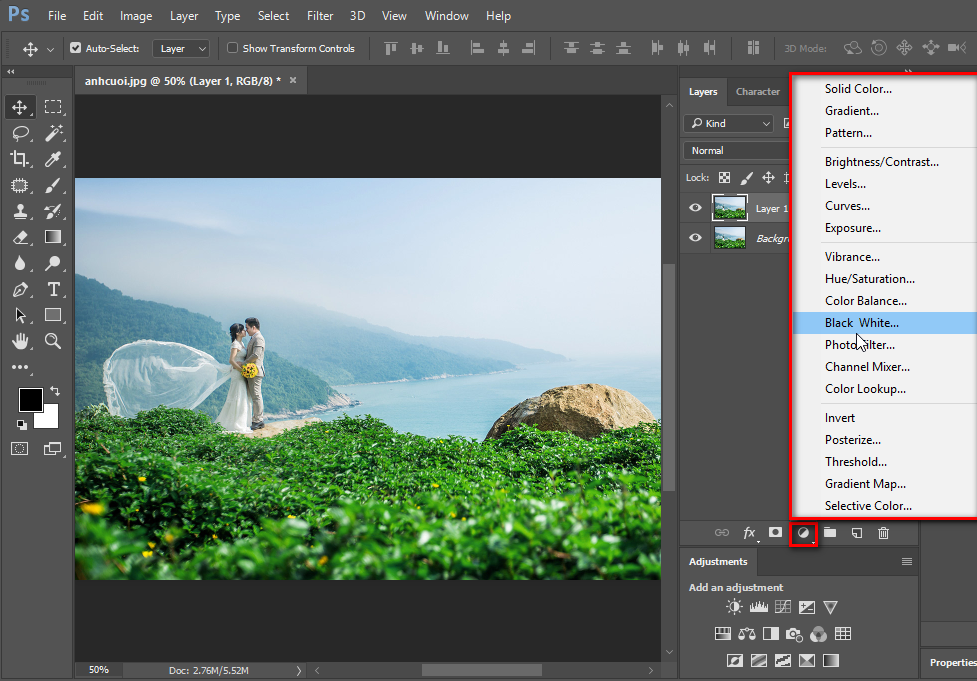 Ps File Edit Image Layer Type Select Filter 3D View Window Help
Auto-Select: Layer Show Transform Controls 3D Mode:
anhcuoi.jpg @ 50% (Layer 1, RGB/8) * ×
Layers Character
Kind
Normal
Lock:
Layer 1
Backgr
Solid Color...
Gradient...
Pattern...
Brightness/Contrast...
Levels...
Curves...
Exposure...
Vibrance...
Hue/Saturation...
Color Balance...
Black White...
Photo Filter...
Channel Mixer...
Color Lookup...
Invert
Posterize...
Threshold...
Gradient Map...
Selective Color...
fx
Adjustments
Add an adjustment
Properties
50% Doc: 2.76M/5.52M